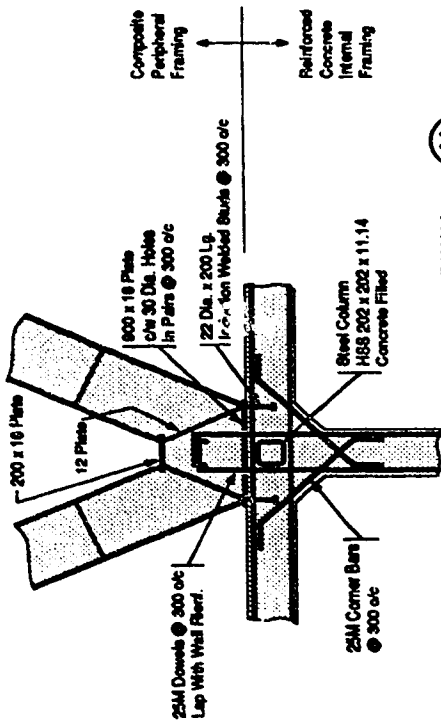 Composite
Peripheral
Framing
Reinforced
Concrete
Internal
Framing
200 x 16 Plate
12 Plate
800 x 16 Plate
c/w 30 Dia. Holes
In Pairs @ 300 o/c
22 Dia. x 200 Lg.
Welded Studs @ 300 o/c
Steel Column
HSS 202 x 202 x 11.14
Concrete Filled
25M Dowels @ 300 o/c
Lap With Wall Reinf.
25M Corner Bars
@ 300 o/c